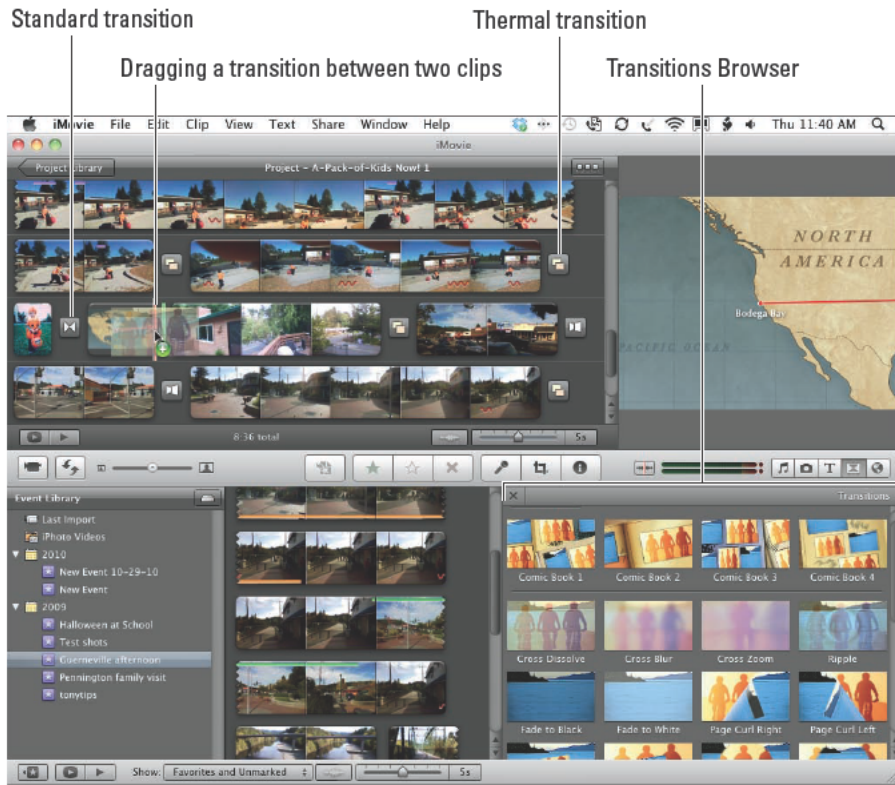 Standard transition
Thermal transition
Dragging a transition between two clips
Transitions Browser
iMovie File Edit Clip View Text Share Window Help Thu 11:40 AM
iMovie
Project Library
Project - A-Pack-of-Kids Now! 1
NORTH
AMERICA
Bodega Bay
PACIFIC OCEAN
8:36 total
5s
Event Library
Transitions
Last Import
iPhoto Videos
2010
New Event 10-29-10
New Event
2009
Halloween at School
Test shots
Guerneville afternoon
Pennington family visit
tonytips
Comic Book 1
Comic Book 2
Comic Book 3
Comic Book 4
Cross Dissolve
Cross Blur
Cross Zoom
Ripple
Fade to Black
Fade to White
Page Curl Right
Page Curl Left
Show: Favorites and Unmarked
5s